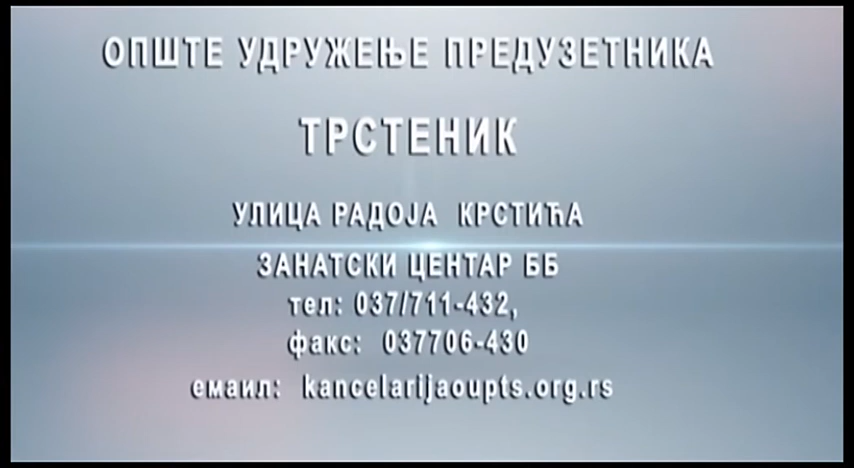 ОПШТЕ УДРУЖЕЊЕ ПРЕДУЗЕТНИКА
ТРСТЕНИК
УЛИЦА РАДОЈА КРСТИЋА
ЗАНАТСКИ ЦЕНТАР ББ
тел: 037/711-432,
факс: 037706-430
емаил: kancelarijaoupts.org.rs